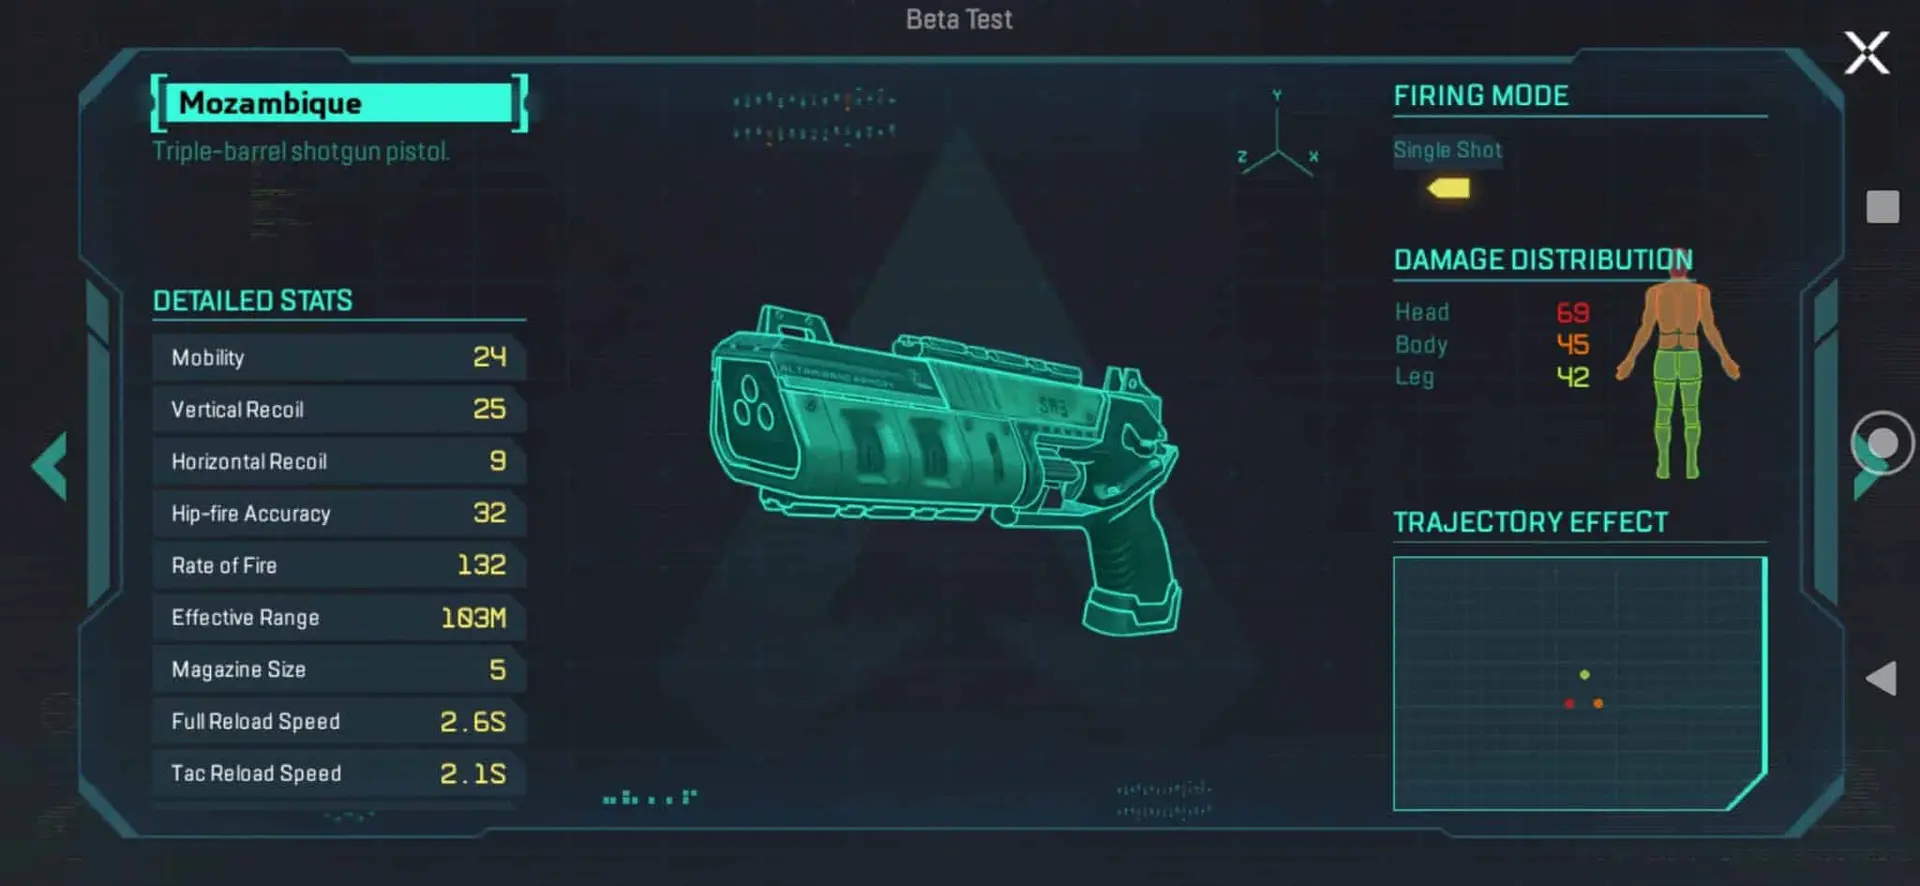 Beta Test
Mozambique
Triple-barrel shotgun pistol.
DETAILED STATS
Mobility 24
Vertical Recoil 25
Horizontal Recoil 9
Hip-fire Accuracy 32
Rate of Fire 132
Effective Range 103M
Magazine Size 5
Full Reload Speed 2.6S
Tac Reload Speed 2.1S
Y
Z X
FIRING MODE
Single Shot
DAMAGE DISTRIBUTION
Head 69
Body 45
Leg 42
TRAJECTORY EFFECT